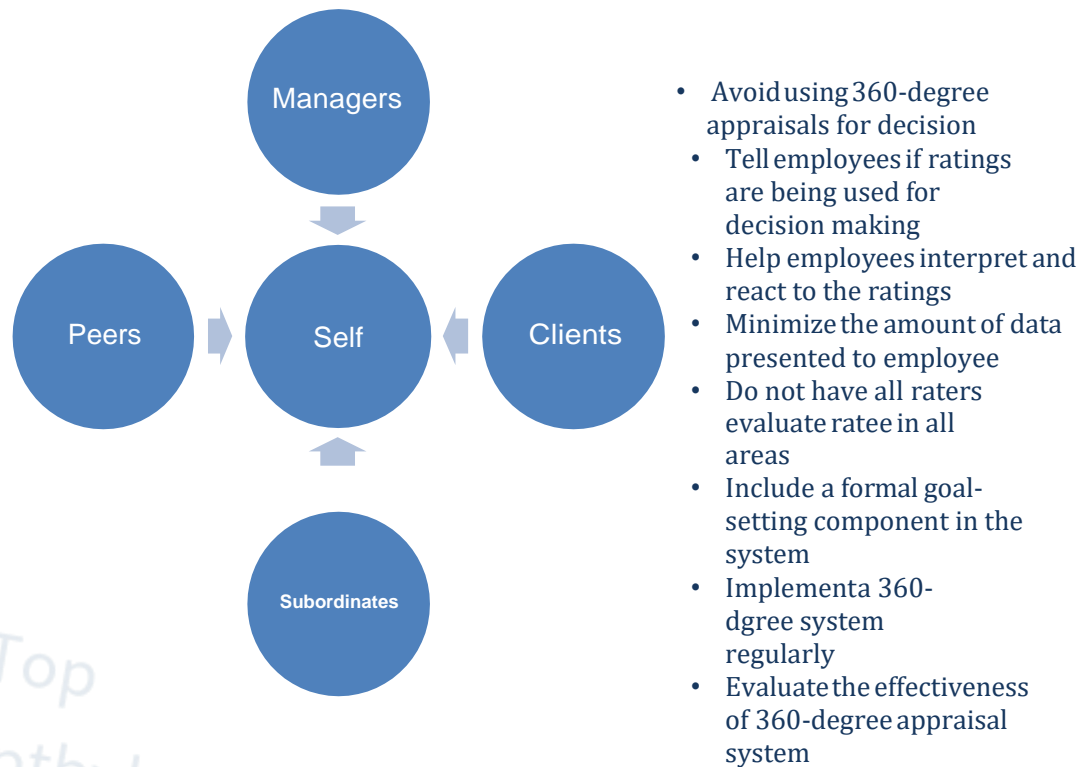 Managers
Peers
Self
Clients
Subordinates
• Avoid using 360-degree
appraisals for decision
• Tell employees if ratings
are being used for
decision making
• Help employees interpret and
react to the ratings
• Minimize the amount of data
presented to employee
• Do not have all raters
evaluate ratee in all
areas
• Include a formal goal-
setting component in the
system
• Implementa 360-
dgree system
regularly
• Evaluate the effectiveness
of 360-degree appraisal
system
Top